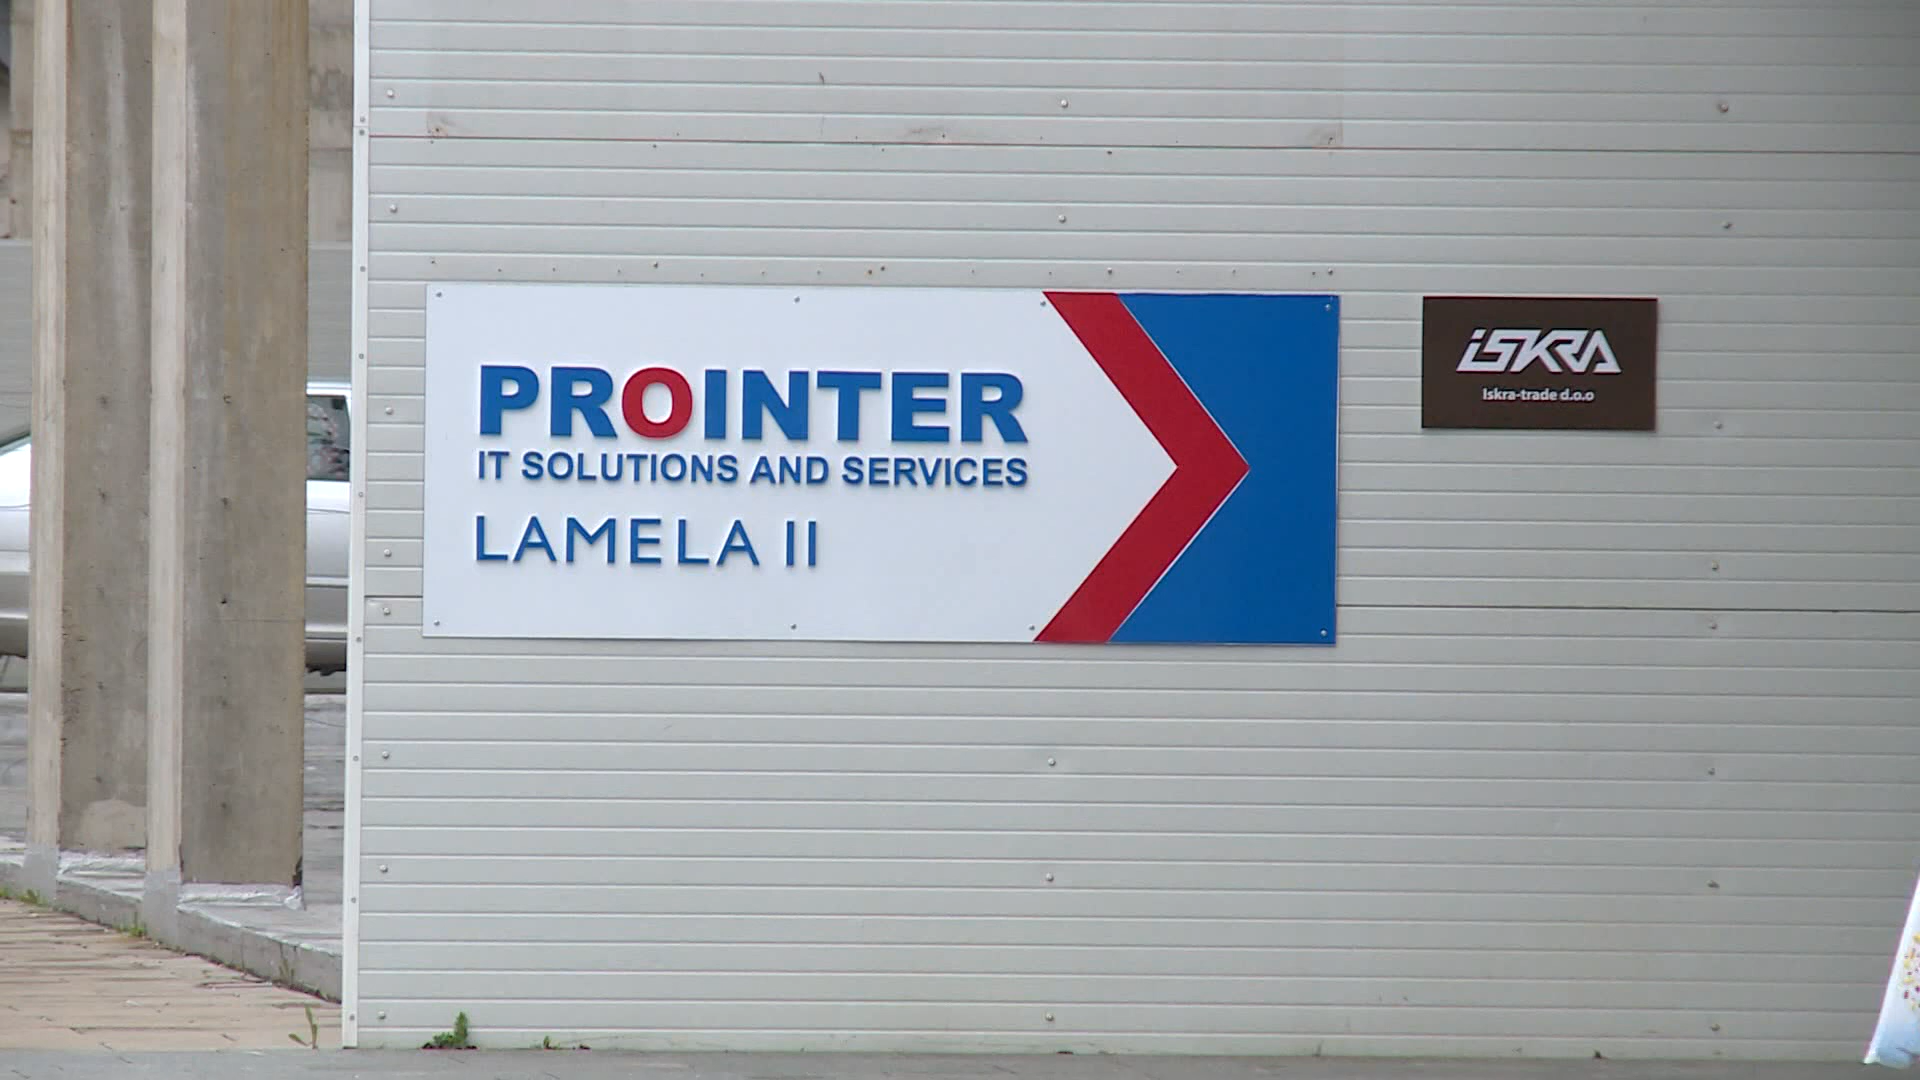 PROINTER
IT SOLUTIONS AND SERVICES
LAMELA II
iSKRA
Iskra-trade d.o.o